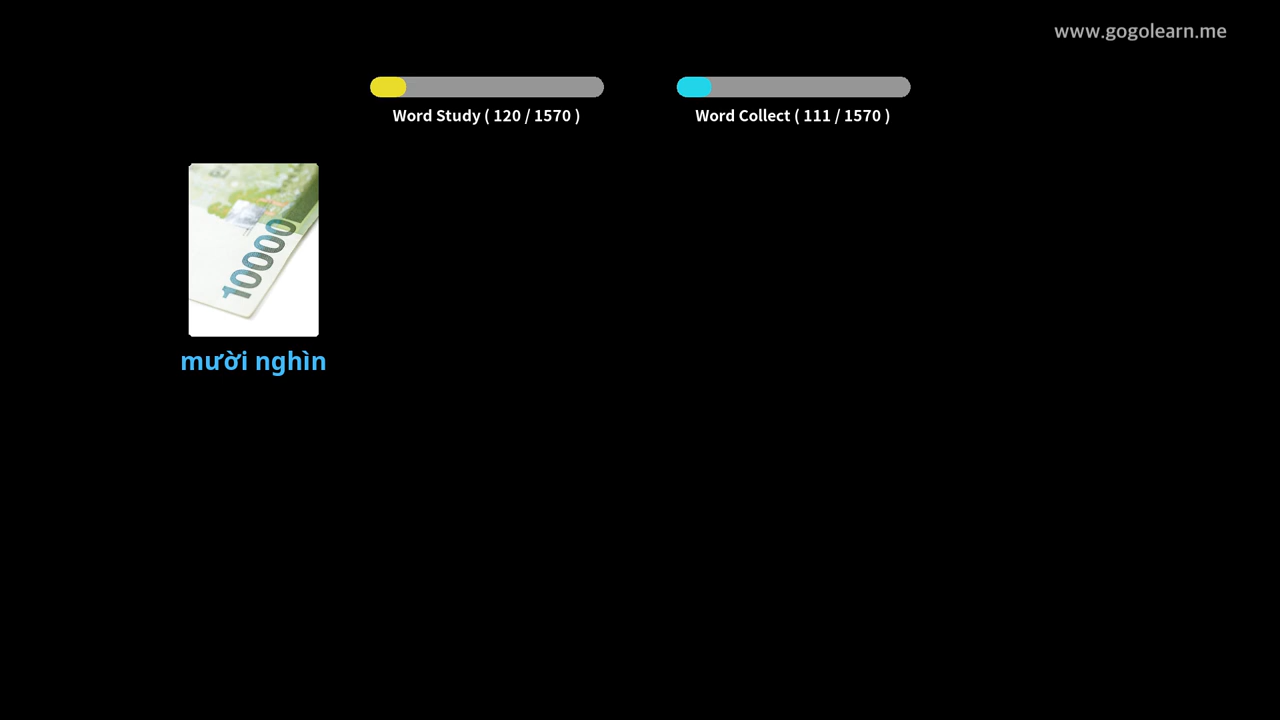 www.gogolearn.me
Word Study ( 120 / 1570 )
Word Collect ( 111 / 1570 )
10000
mười nghìn